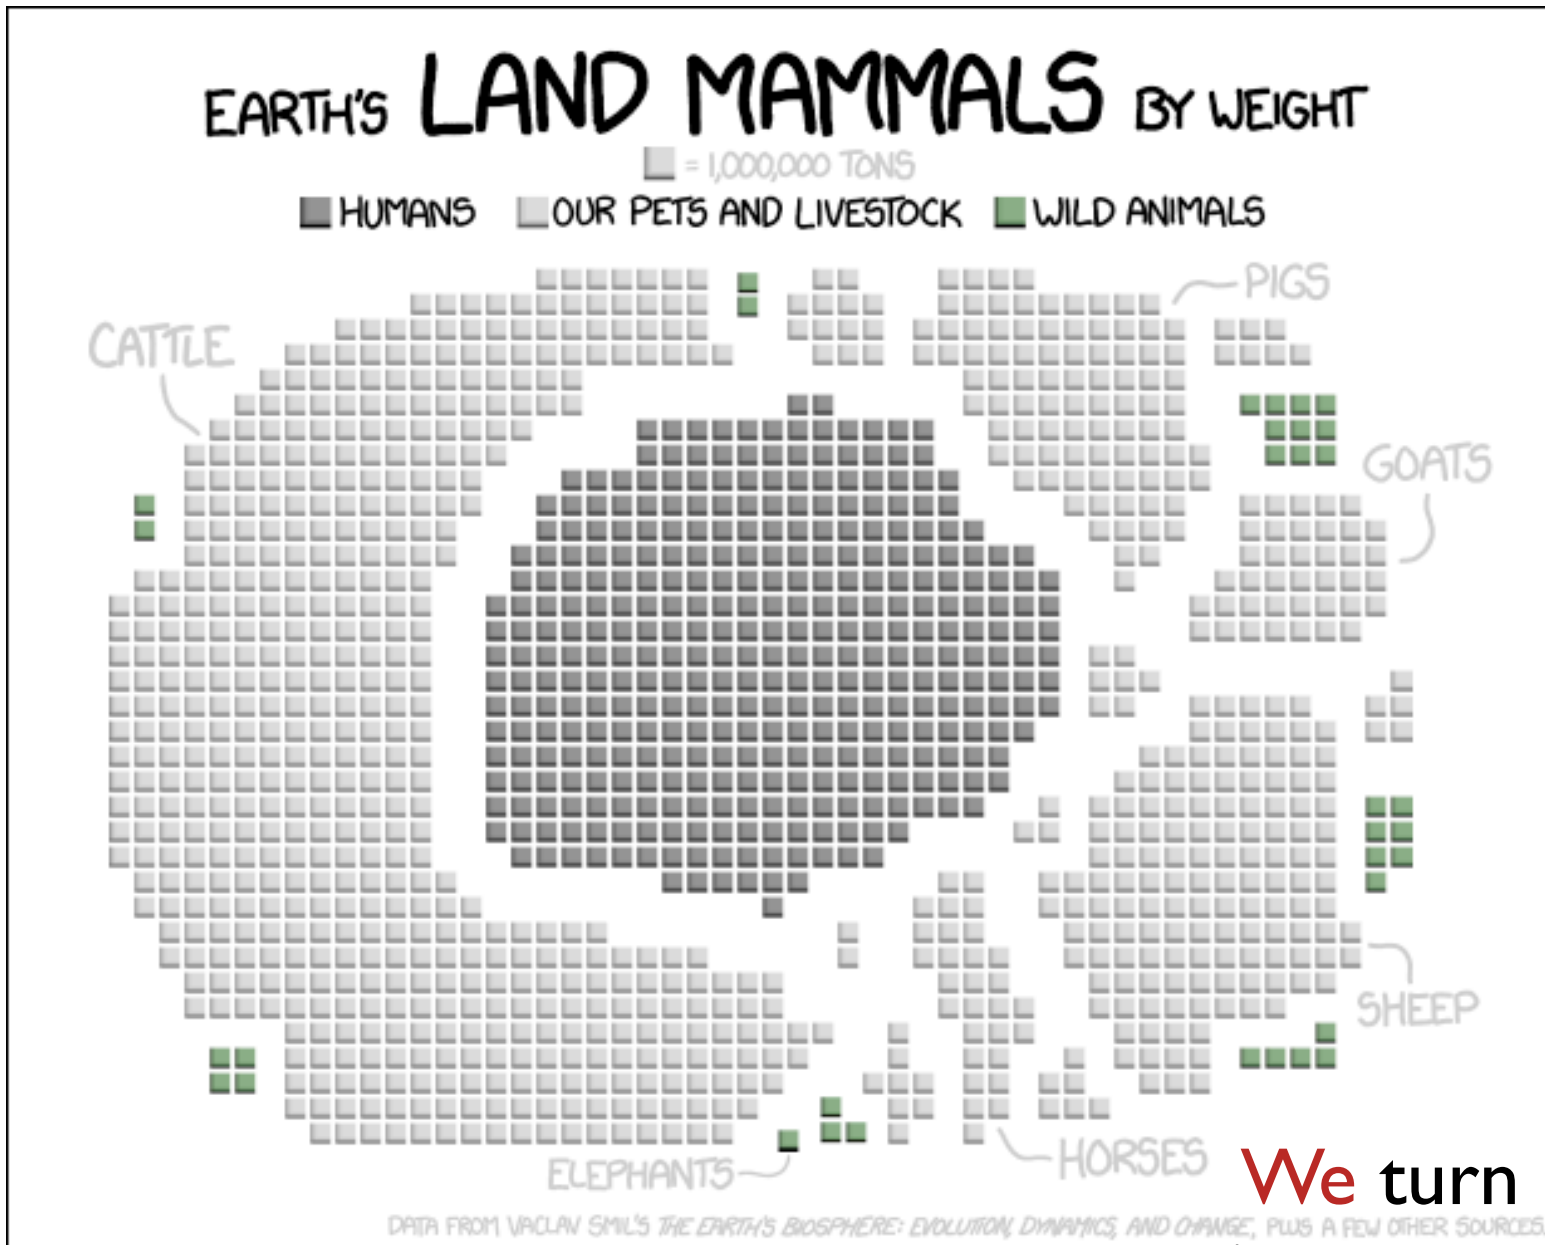 EARTH'S LAND MAMMALS BY WEIGHT
= 1,000,000 TONS
HUMANS OUR PETS AND LIVESTOCK WILD ANIMALS
PIGS
CATTLE
GOATS
SHEEP
HORSES
ELEPHANTS
We turn
DATA FROM VACLAV SMIL'S THE EARTH'S BIOSPHERE: EVOLUTION, DYNAMICS, AND CHANGE, PLUS A FEW OTHER SOURCES